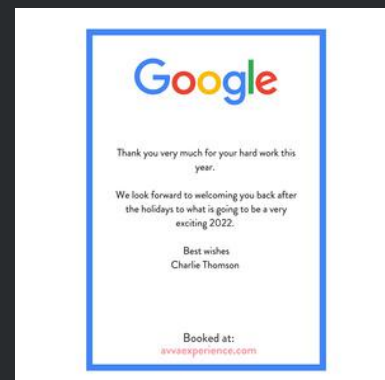 Google
Thank you very much for your hard work this
year.
We look forward to welcoming you back after
the holidays to what is going to be a very
exciting 2022.
Best wishes
Charlie Thomson
Booked at:
avvaexperience.com